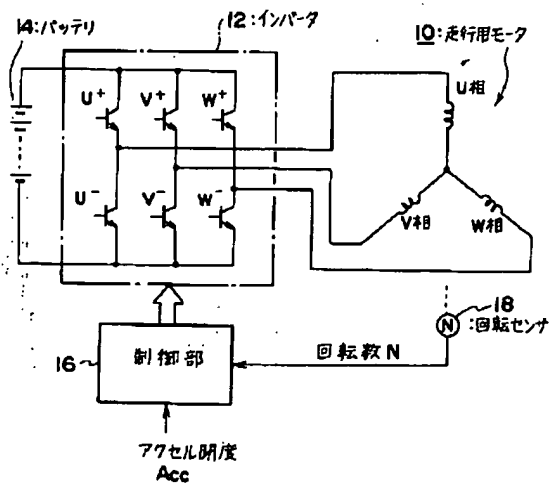 14:バッテリ
12:インバータ
10:走行用モータ
U相
U+
V+
W+
U-
V-
W-
V相
W相
18
N
:回転センサ
16
制御部
回転数N
アクセル開度
Acc